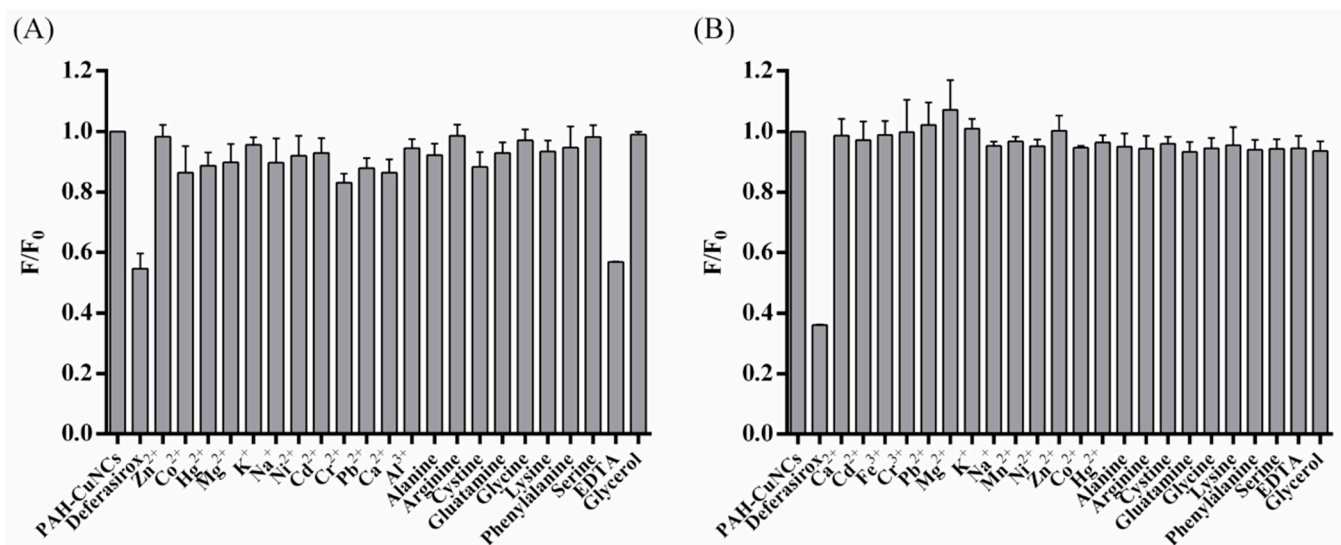 (A)
1.2
1.0
0.8
0.6
0.4
0.2
0.0
F/F₀
PAH-CuNCs
Deferasirox
Zn²⁺
Co²⁺
Hg²⁺
Mg²⁺
K⁺
Na⁺
Ni²⁺
Cd²⁺
Cr²⁺
Pb²⁺
Ca²⁺
Al³⁺
Alanine
Arginine
Cystine
Gluatamine
Glycine
Lysine
Phenylalanine
Serine
EDTA
Glycerol
(B)
1.2
1.0
0.8
0.6
0.4
0.2
0.0
F/F₀
PAH-CuNCs
Deferasirox
Ca²⁺
Cd²⁺
Fe³⁺
Cr³⁺
Pb²⁺
Mg²⁺
K⁺
Na⁺
Mn²⁺
Ni²⁺
Zn²⁺
Co²⁺
Hg²⁺
Alanine
Arginine
Cystine
Gluatamine
Glycine
Lysine
Phenylalanine
Serine
EDTA
Glycerol